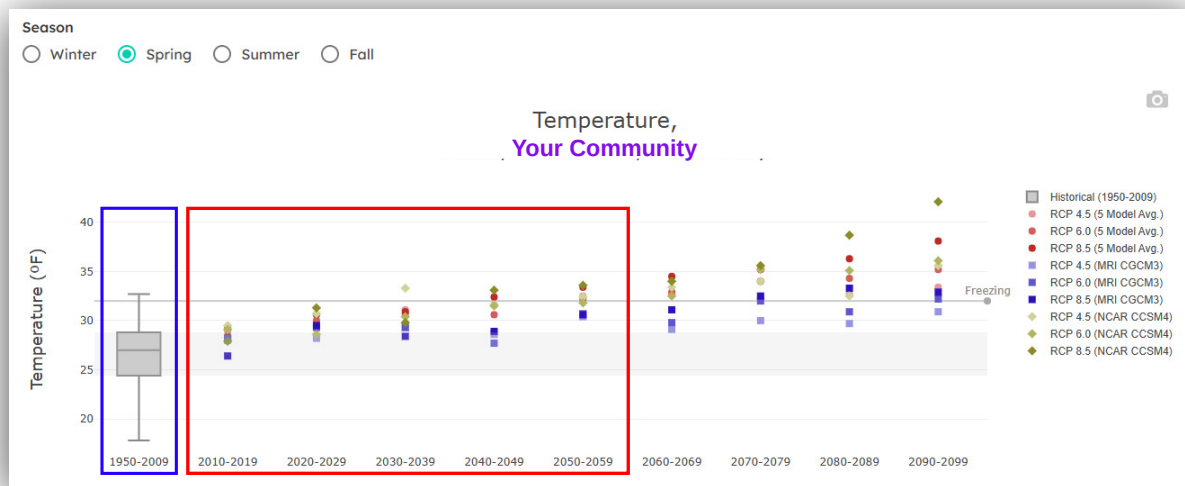 Season
Winter Spring Summer Fall
Temperature,
Your Community
Temperature (ºF)
40
35
30
25
20
Freezing
1950-2009 2010-2019 2020-2029 2030-2039 2040-2049 2050-2059 2060-2069 2070-2079 2080-2089 2090-2099
Historical (1950-2009)
RCP 4.5 (5 Model Avg.)
RCP 6.0 (5 Model Avg.)
RCP 8.5 (5 Model Avg.)
RCP 4.5 (MRI CGCM3)
RCP 6.0 (MRI CGCM3)
RCP 8.5 (MRI CGCM3)
RCP 4.5 (NCAR CCSM4)
RCP 6.0 (NCAR CCSM4)
RCP 8.5 (NCAR CCSM4)